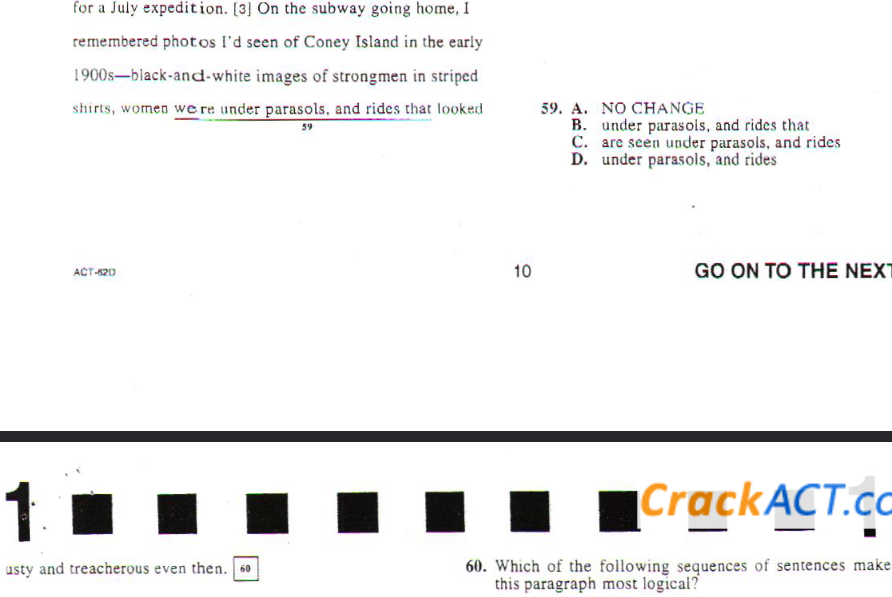 for a July expedition. [3] On the subway going home, I
remembered photos I'd seen of Coney Island in the early
1900s—black-and-white images of strongmen in striped
shirts, women were under parasols, and rides that looked
59
59. A. NO CHANGE
B. under parasols, and rides that
C. are seen under parasols, and rides
D. under parasols, and rides
ACT-62D
10
GO ON TO THE NEXT
1
CrackACT.co
1
usty and treacherous even then. 60
60. Which of the following sequences of sentences make
this paragraph most logical?